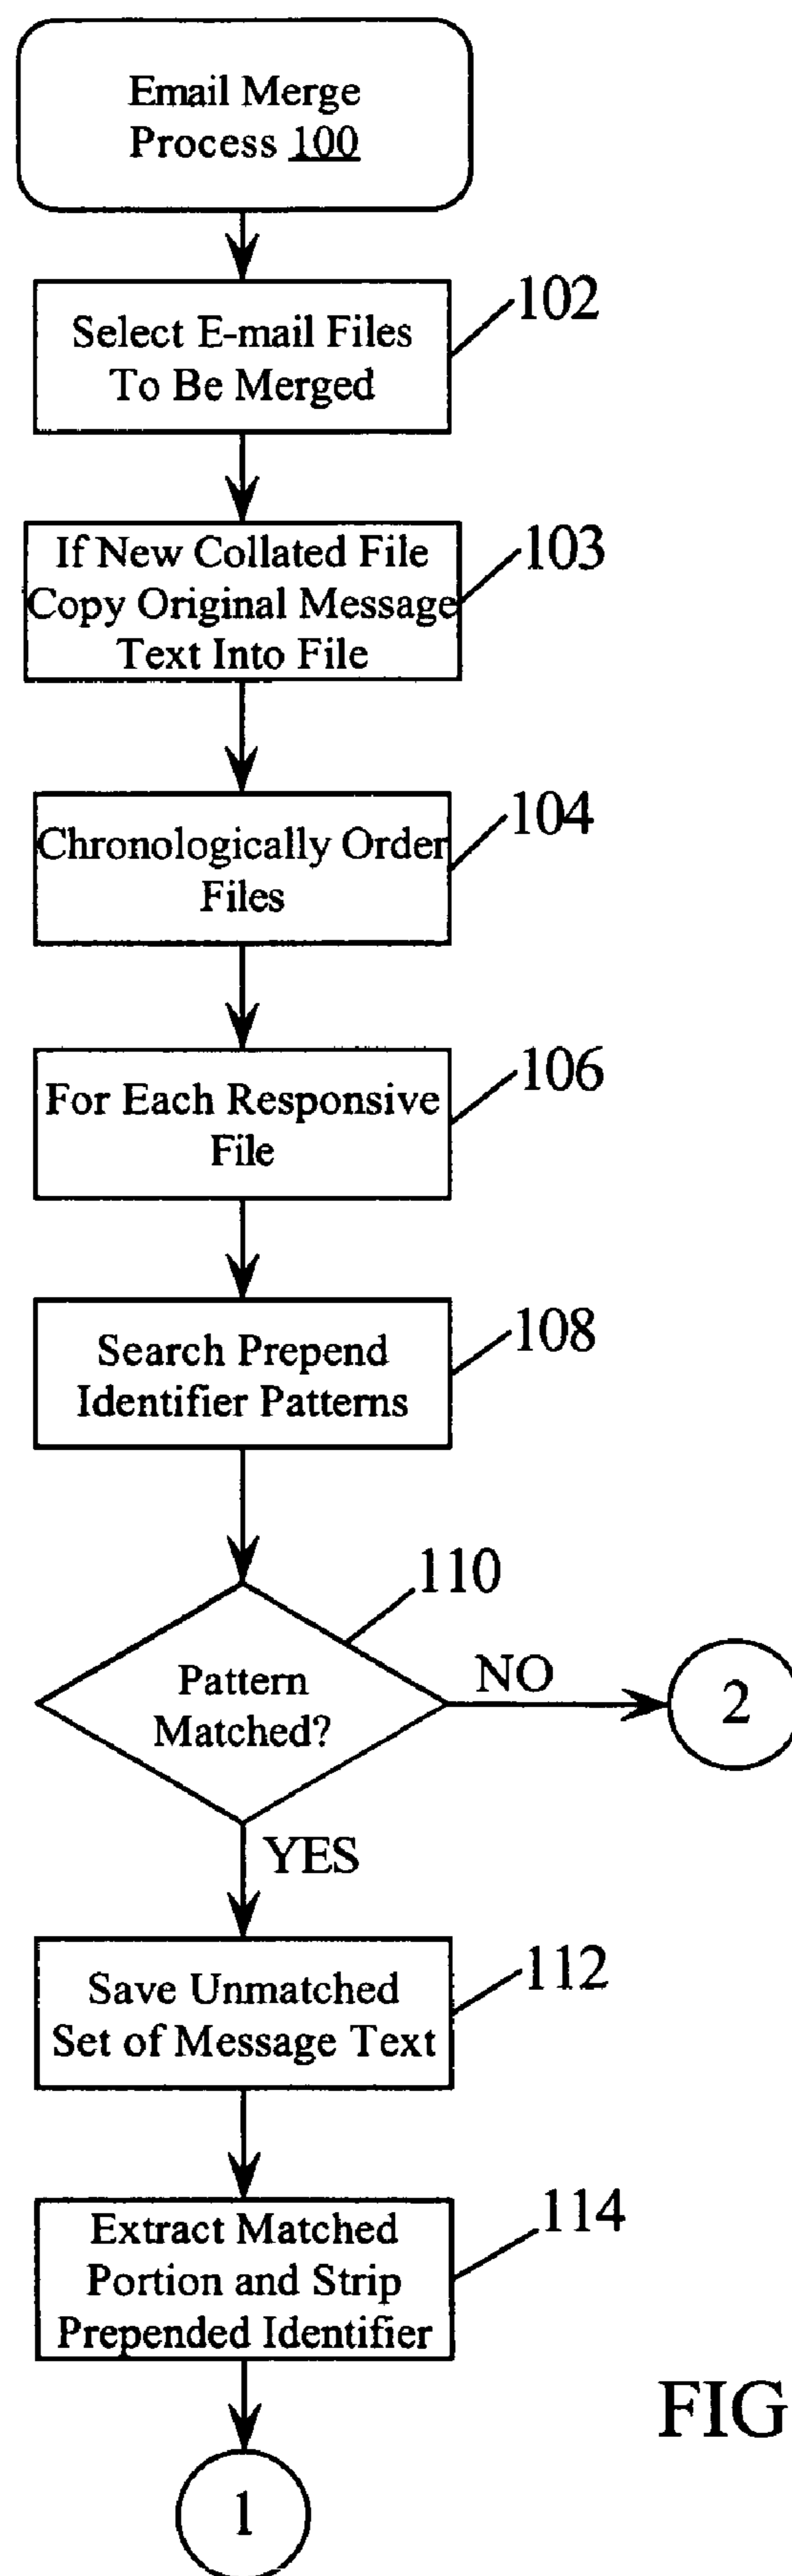 Email Merge
Process 100
102
Select E-mail Files
To Be Merged
103
If New Collated File
Copy Original Message
Text Into File
104
Chronologically Order
Files
106
For Each Responsive
File
108
Search Prepend
Identifier Patterns
110
Pattern
Matched?
NO
2
YES
112
Save Unmatched
Set of Message Text
114
Extract Matched
Portion and Strip
Prepended Identifier
FIG
1